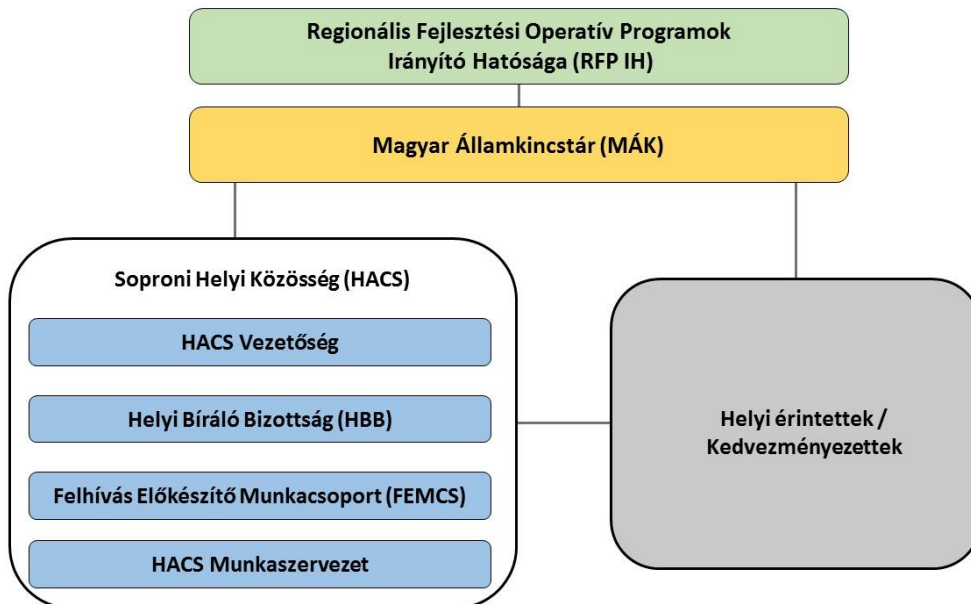 Regionális Fejlesztési Operatív Programok
Irányító Hatósága (RFP IH)
Magyar Államkincstár (MÁK)
Soproni Helyi Közösség (HACS)
HACS Vezetőség
Helyi Bíráló Bizottság (HBB)
Felhívás Előkészítő Munkacsoport (FEMCS)
HACS Munkaszervezet
Helyi érintettek /
Kedvezményezettek